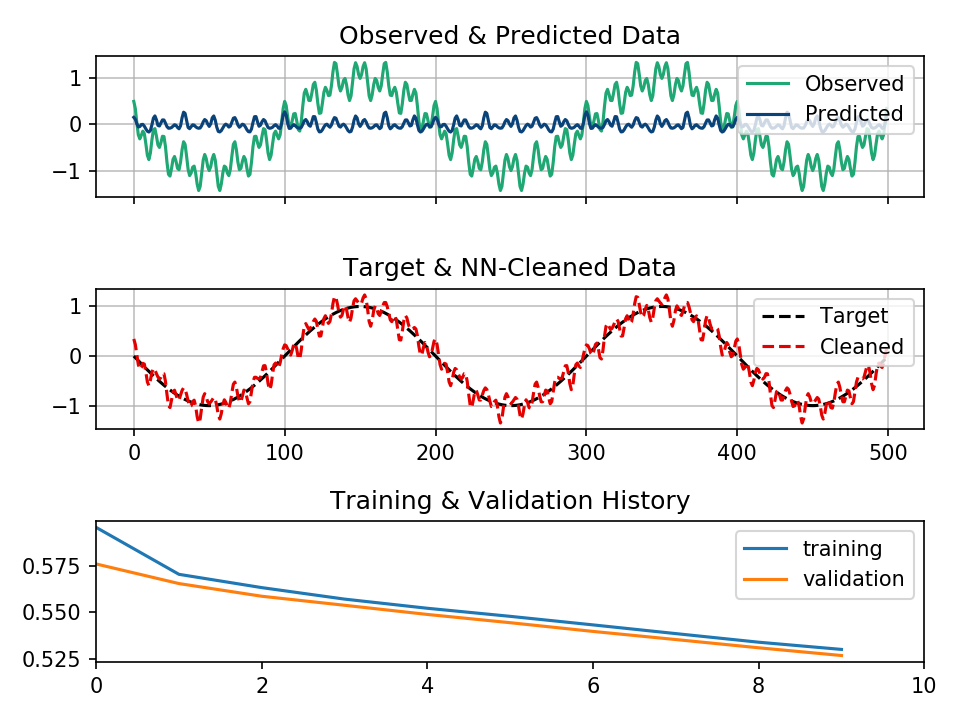 Observed & Predicted Data
1
0
−1
Observed
Predicted
Target & NN-Cleaned Data
1
0
−1
Target
Cleaned
0 100 200 300 400 500
Training & Validation History
0.575
0.550
0.525
training
validation
0 2 4 6 8 10